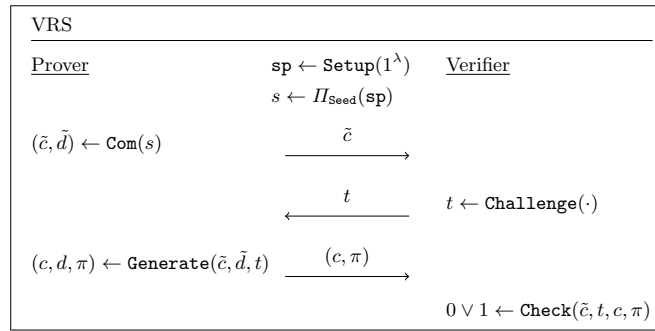 VRS
Prover sp ← Setup(1^λ) Verifier
s ← Π_Seed(sp)
(c̃, d̃) ← Com(s) c̃
t t ← Challenge(·)
(c, d, π) ← Generate(c̃, d̃, t) (c, π)
0 ∨ 1 ← Check(c̃, t, c, π)